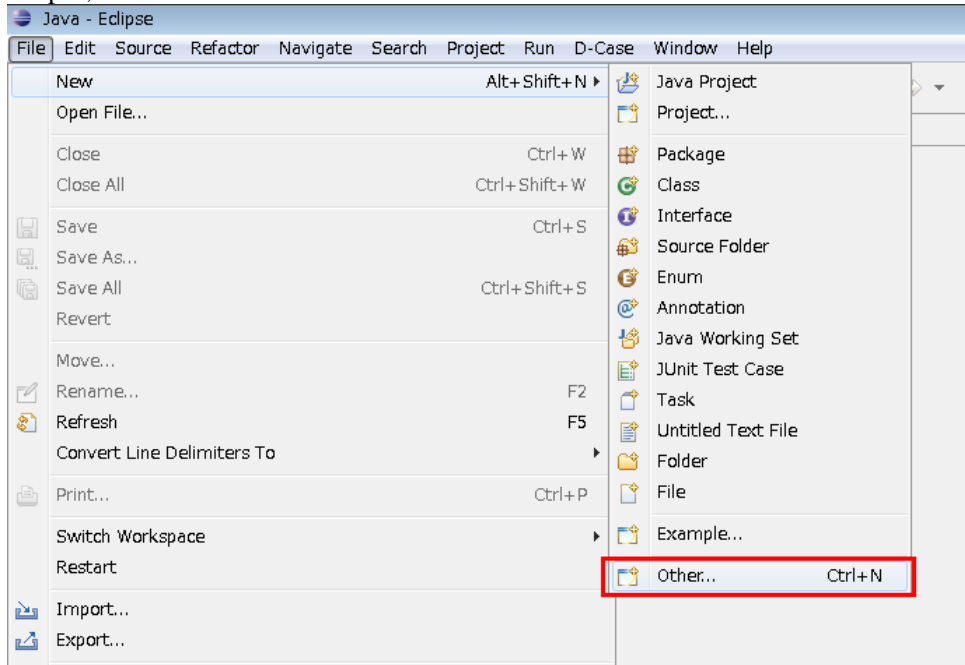 Java - Eclipse
File Edit Source Refactor Navigate Search Project Run D-Case Window Help
New Alt+Shift+N
Open File...
Close Ctrl+W
Close All Ctrl+Shift+W
Save Ctrl+S
Save As...
Save All Ctrl+Shift+S
Revert
Move...
Rename... F2
Refresh F5
Convert Line Delimiters To
Print... Ctrl+P
Switch Workspace
Restart
Import...
Export...
Java Project
Project...
Package
Class
Interface
Source Folder
Enum
Annotation
Java Working Set
JUnit Test Case
Task
Untitled Text File
Folder
File
Example...
Other... Ctrl+N